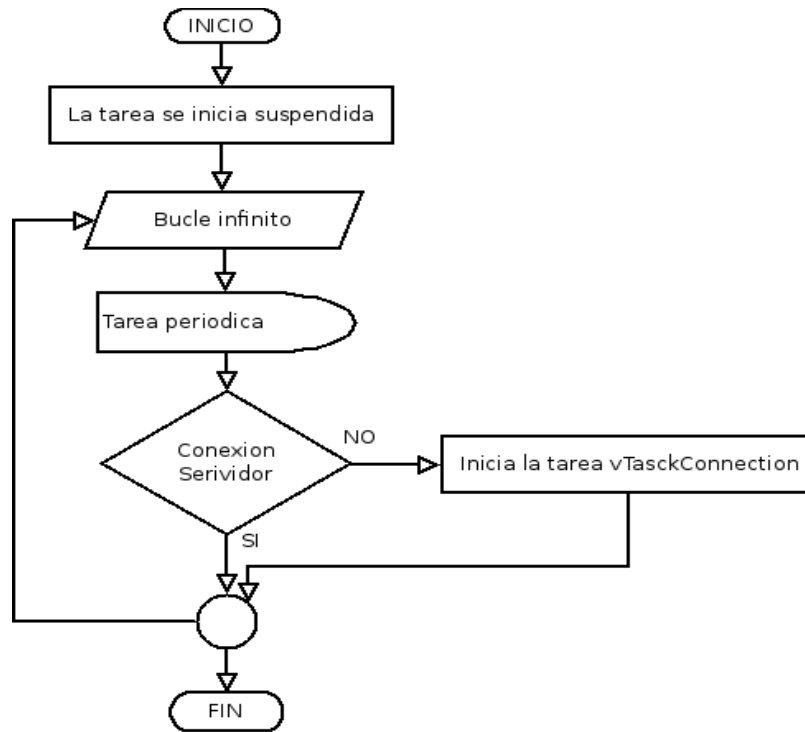 INICIO
La tarea se inicia suspendida
Bucle infinito
Tarea periodica
Conexion
Serividor
NO
Inicia la tarea vTasckConnection
SI
FIN